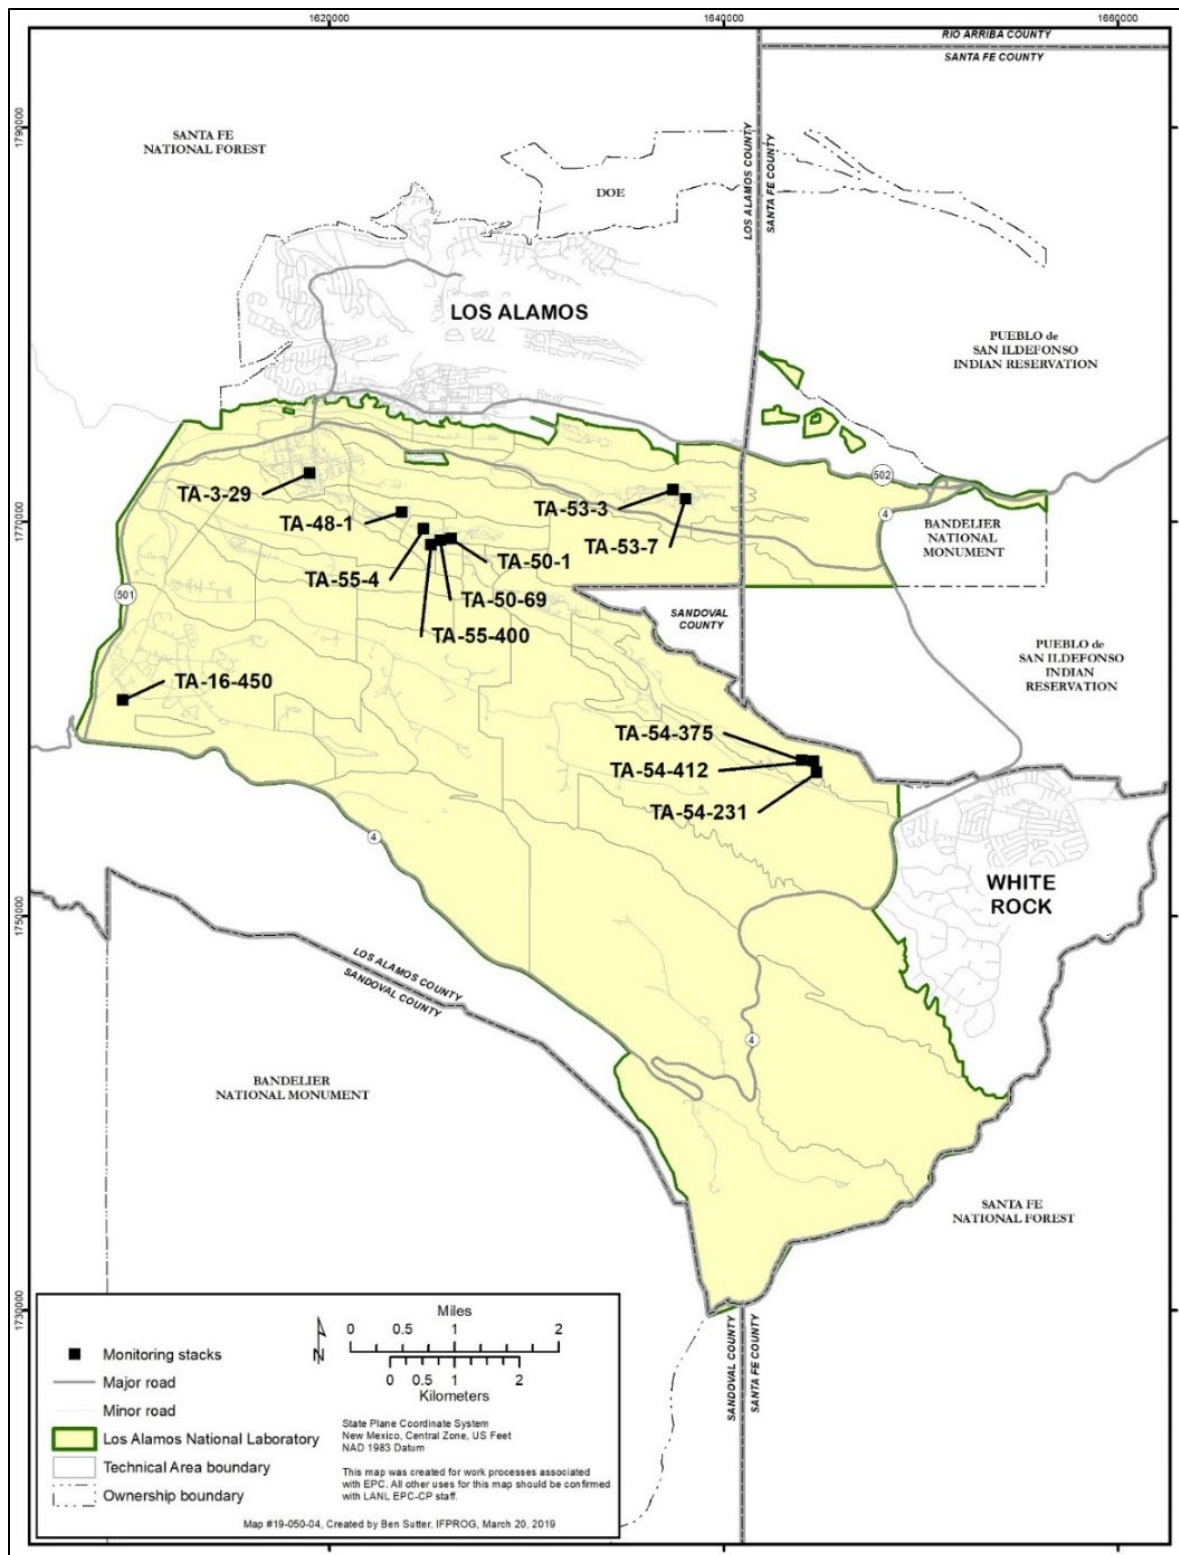 1620000
1640000
1660000
RIO ARRIBA COUNTY
SANTA FE COUNTY
1790000
SANTA FE
NATIONAL FOREST
LOS ALAMOS COUNTY
SANTA FE COUNTY
DOE
LOS ALAMOS
PUEBLO de
SAN ILDEFONSO
INDIAN RESERVATION
502
TA-3-29
TA-53-3
4
1770000
TA-48-1
BANDELIER
NATIONAL
MONUMENT
TA-53-7
TA-50-1
TA-55-4
501
TA-50-69
SANDOVAL
COUNTY
TA-55-400
PUEBLO de
SAN ILDEFONSO
INDIAN
RESERVATION
TA-16-450
TA-54-375
TA-54-412
TA-54-231
4
WHITE
ROCK
1750000
LOS ALAMOS COUNTY
SANDOVAL COUNTY
4
BANDELIER
NATIONAL MONUMENT
SANTA FE
NATIONAL FOREST
1730000
SANDOVAL COUNTY
SANTA FE COUNTY
Monitoring stacks
Major road
Minor road
Los Alamos National Laboratory
Technical Area boundary
Ownership boundary
N
Miles
0 0.5 1 2
0 0.5 1 2
Kilometers
State Plane Coordinate System
New Mexico, Central Zone, US Feet
NAD 1983 Datum
This map was created for work processes associated
with EPC. All other uses for this map should be confirmed
with LANL EPC-CP staff.
Map #19-050-04, Created by Ben Sutter, IFPROG, March 20, 2019